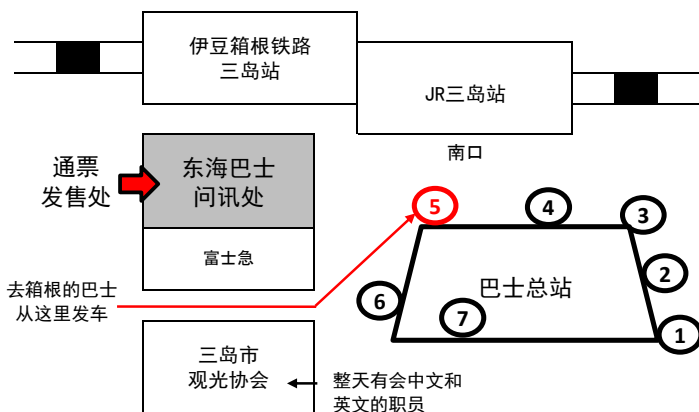 伊豆箱根铁路
三岛站
JR三岛站
南口
通票
发售处
东海巴士
问讯处
富士急
去箱根的巴士
从这里发车
5
4
3
2
6
巴士总站
7
1
三岛市
观光协会
整天有会中文和
英文的职员